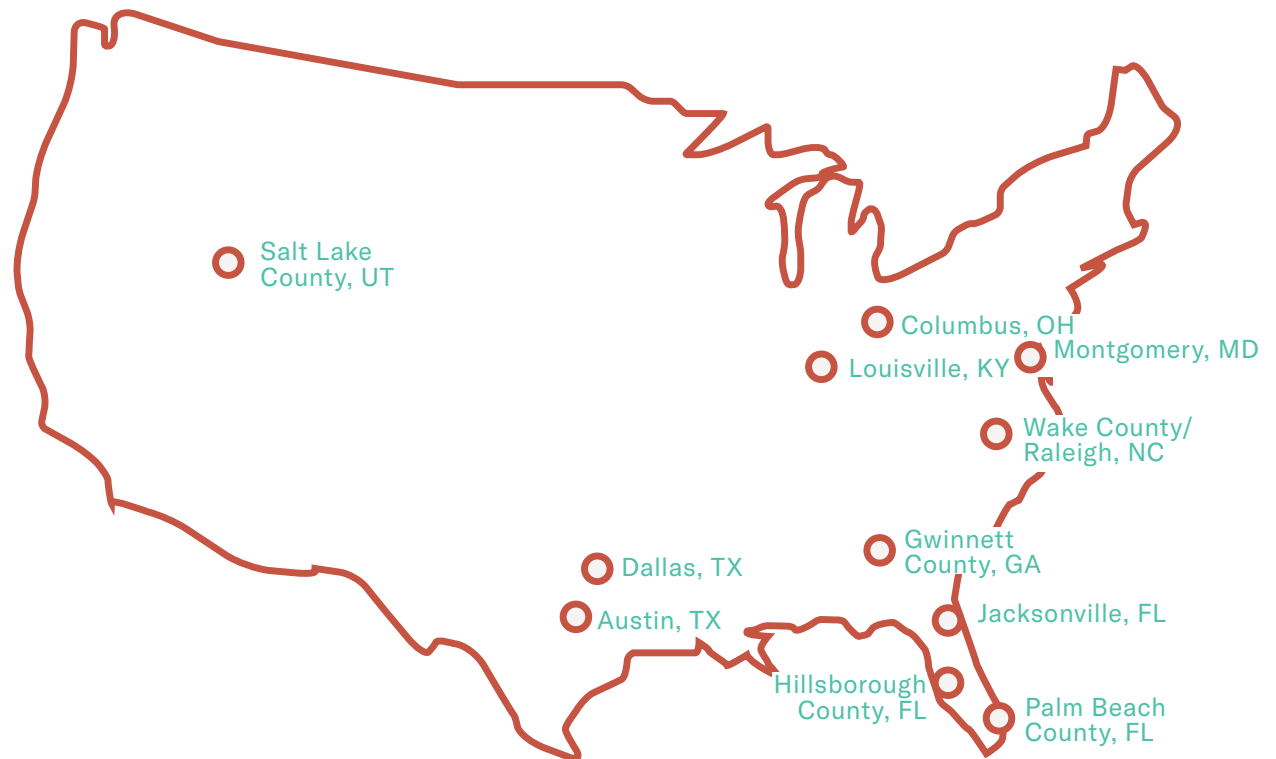 Salt Lake
County, UT
Columbus, OH
Montgomery, MD
Louisville, KY
Wake County/
Raleigh, NC
Gwinnett
County, GA
Dallas, TX
Austin, TX
Jacksonville, FL
Hillsborough
County, FL
Palm Beach
County, FL